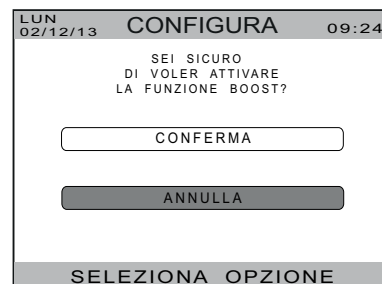 LUN
02/12/13 CONFIGURA 09:24
SEI SICURO
DI VOLER ATTIVARE
LA FUNZIONE BOOST?
CONFERMA
ANNULLA
SELEZIONA OPZIONE